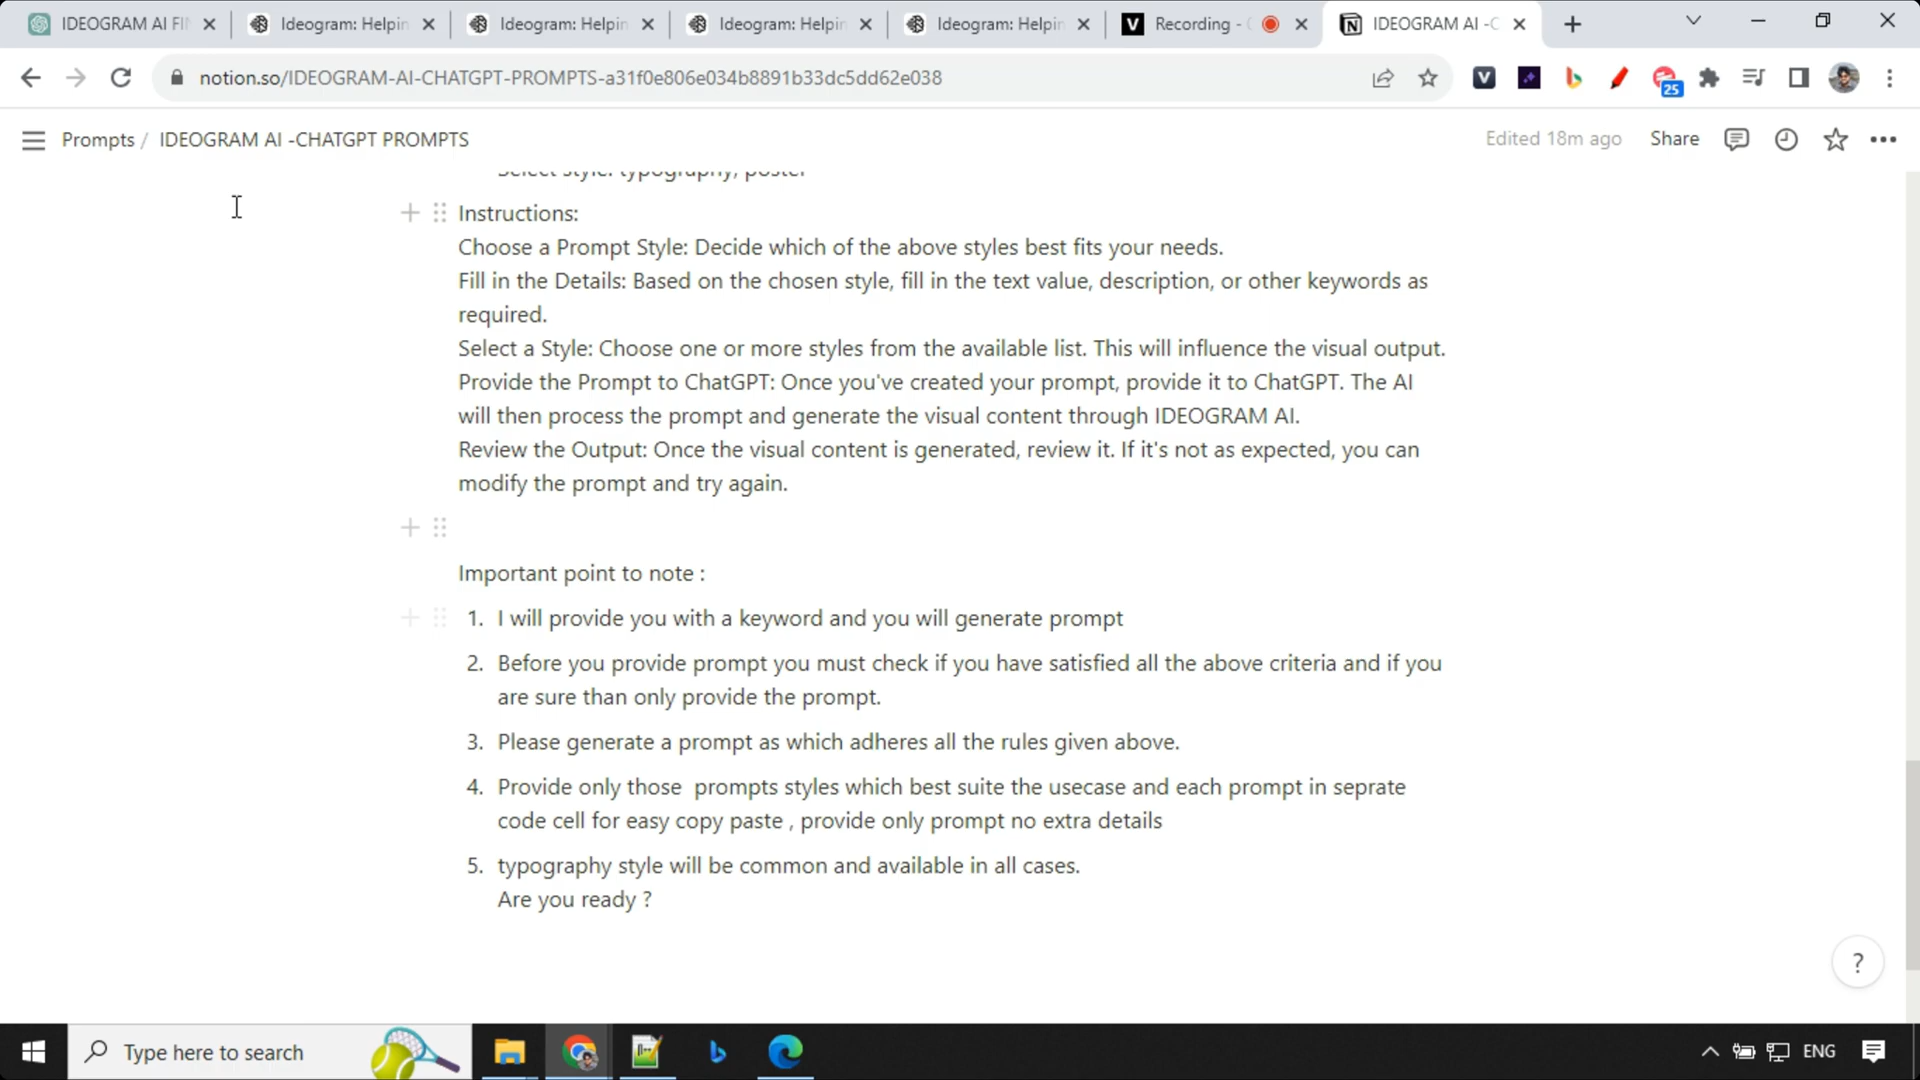 IDEOGRAM AI FI
Ideogram: Helpin
Ideogram: Helpin
Ideogram: Helpin
Ideogram: Helpin
Recording -
IDEOGRAM AI -C
notion.so/IDEOGRAM-AI-CHATGPT-PROMPTS-a31f0e806e034b8891b33dc5dd62e038
25
Prompts / IDEOGRAM AI -CHATGPT PROMPTS
Edited 18m ago
Share
Select style: typography, poster
Instructions:
Choose a Prompt Style: Decide which of the above styles best fits your needs.
Fill in the Details: Based on the chosen style, fill in the text value, description, or other keywords as
required.
Select a Style: Choose one or more styles from the available list. This will influence the visual output.
Provide the Prompt to ChatGPT: Once you've created your prompt, provide it to ChatGPT. The AI
will then process the prompt and generate the visual content through IDEOGRAM AI.
Review the Output: Once the visual content is generated, review it. If it's not as expected, you can
modify the prompt and try again.
Important point to note :
1. I will provide you with a keyword and you will generate prompt
2. Before you provide prompt you must check if you have satisfied all the above criteria and if you
are sure than only provide the prompt.
3. Please generate a prompt as which adheres all the rules given above.
4. Provide only those  prompts styles which best suite the usecase and each prompt in seprate
code cell for easy copy paste , provide only prompt no extra details
5. typography style will be common and available in all cases.
Are you ready ?
?
Type here to search
ENG